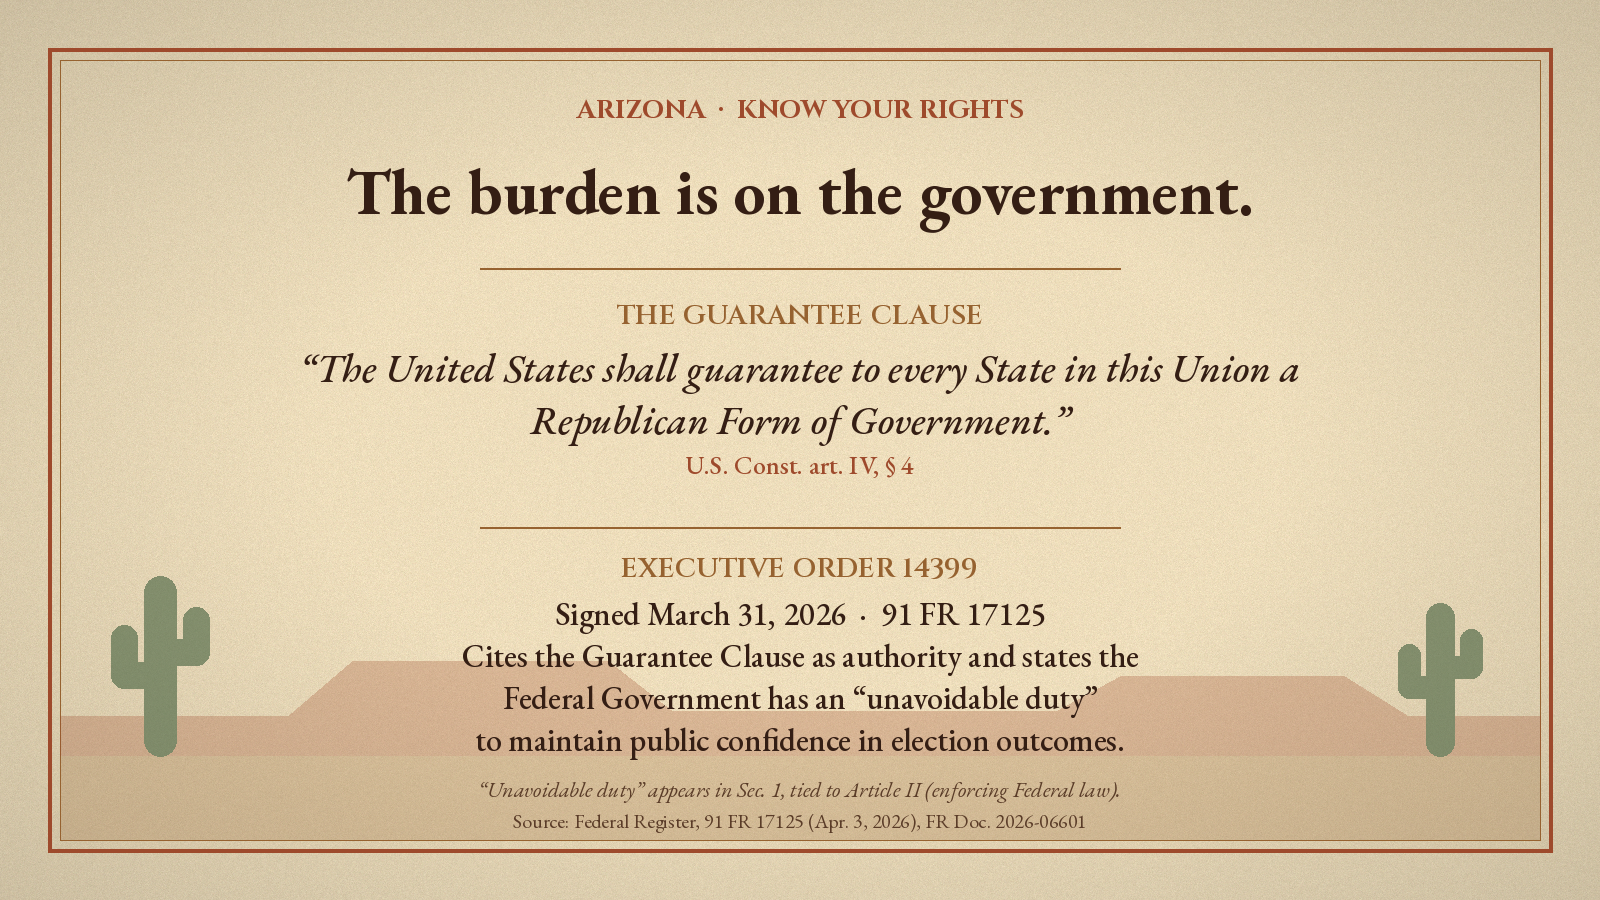 ARIZONA · KNOW YOUR RIGHTS
The burden is on the government.
THE GUARANTEE CLAUSE
“The United States shall guarantee to every State in this Union a
Republican Form of Government.”
U.S. Const. art. IV, § 4
EXECUTIVE ORDER 14399
Signed March 31, 2026 · 91 FR 17125
Cites the Guarantee Clause as authority and states the
Federal Government has an “unavoidable duty”
to maintain public confidence in election outcomes.
“Unavoidable duty” appears in Sec. 1, tied to Article II (enforcing Federal law).
Source: Federal Register, 91 FR 17125 (Apr. 3, 2026), FR Doc. 2026-06601